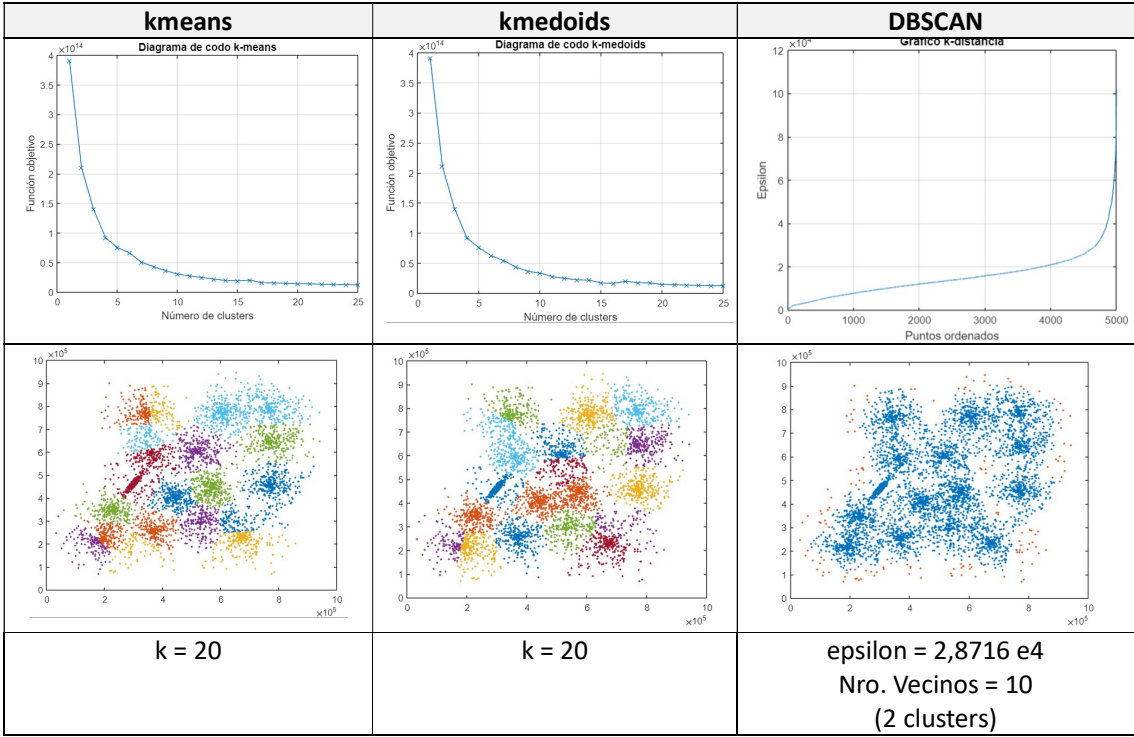 kmeans
kmedoids
DBSCAN
Diagrama de codo k-means
×10^14
4
3.5
3
2.5
2
1.5
1
0.5
0
Función objetivo
0 5 10 15 20 25
Número de clusters
Diagrama de codo k-medoids
×10^14
4
3.5
3
2.5
2
1.5
1
0.5
0
Función objetivo
0 5 10 15 20 25
Número de clusters
Gráfico k-distancia
×10^4
12
10
8
6
4
2
0
Epsilon
0 1000 2000 3000 4000 5000
Puntos ordenados
×10^5
10
9
8
7
6
5
4
3
2
1
0
0 2 4 6 8 10
×10^5
×10^5
10
9
8
7
6
5
4
3
2
1
0
0 2 4 6 8 10
×10^5
×10^5
10
9
8
7
6
5
4
3
2
1
0
0 2 4 6 8 10
×10^5
k = 20
k = 20
epsilon = 2,8716 e4
Nro. Vecinos = 10
(2 clusters)